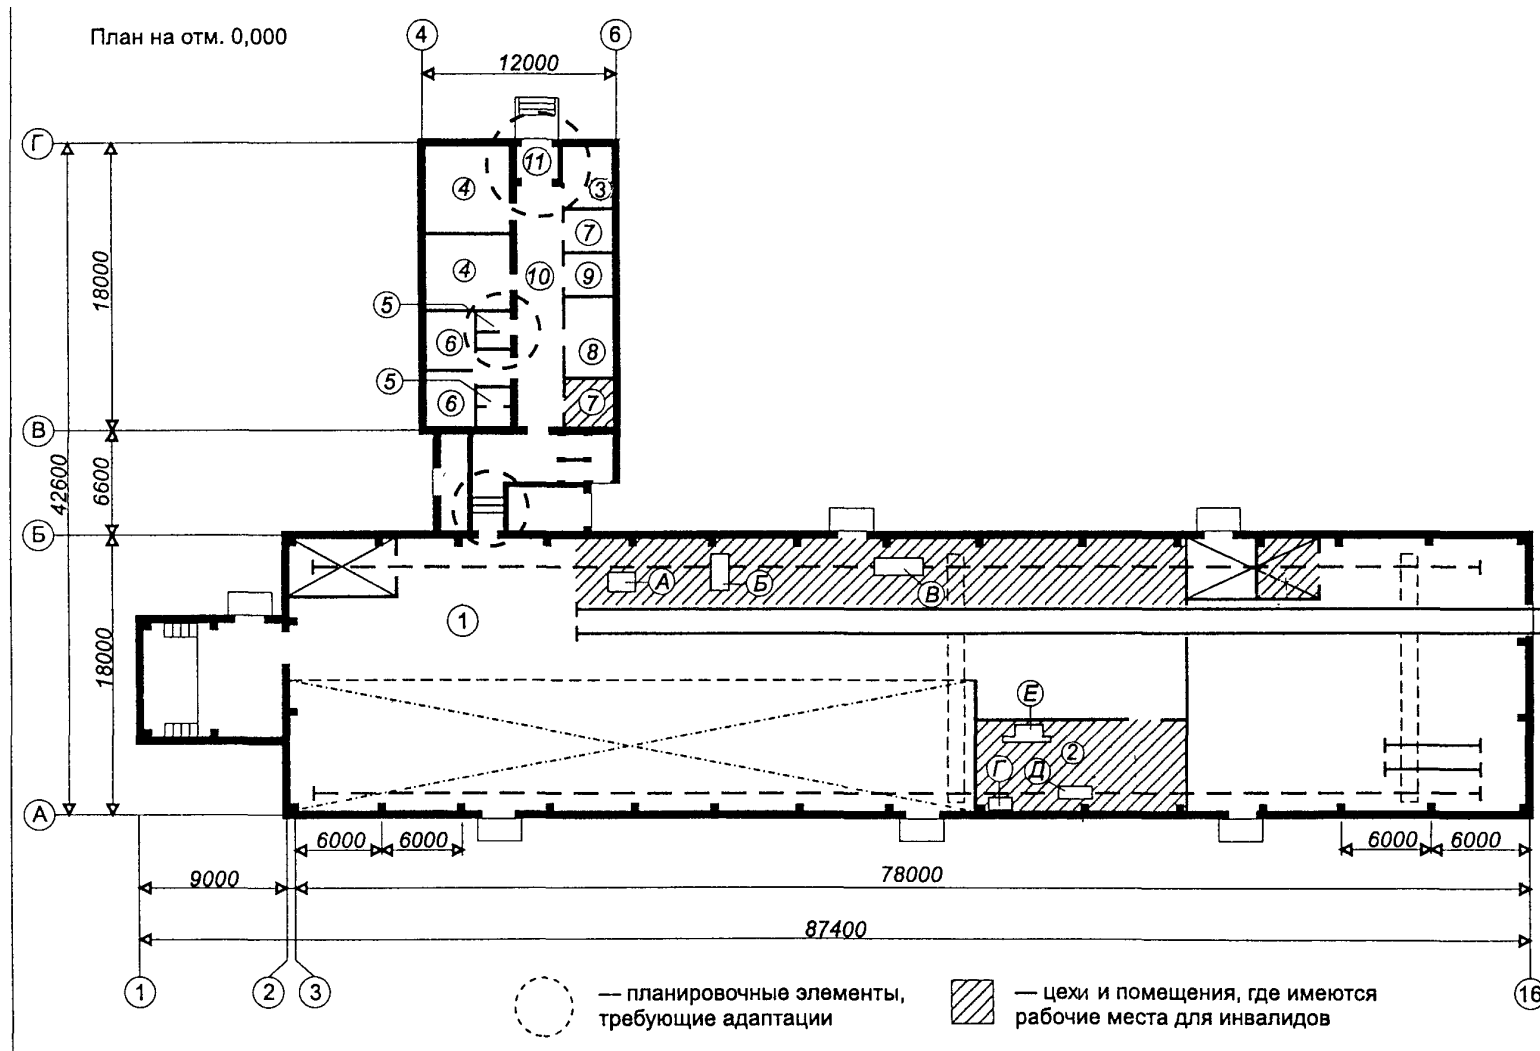 План на отм. 0,000
4
6
12000
Г
11
4
3
7
18000
4
10
9
5
6
8
5
6
7
В
42600
6600
Б
А
Б
В
1
18000
Е
2
Г
Д
А
6000
6000
6000
6000
9000
78000
87400
1
2
3
16
— планировочные элементы,
требующие адаптации
— цехи и помещения, где имеются
рабочие места для инвалидов